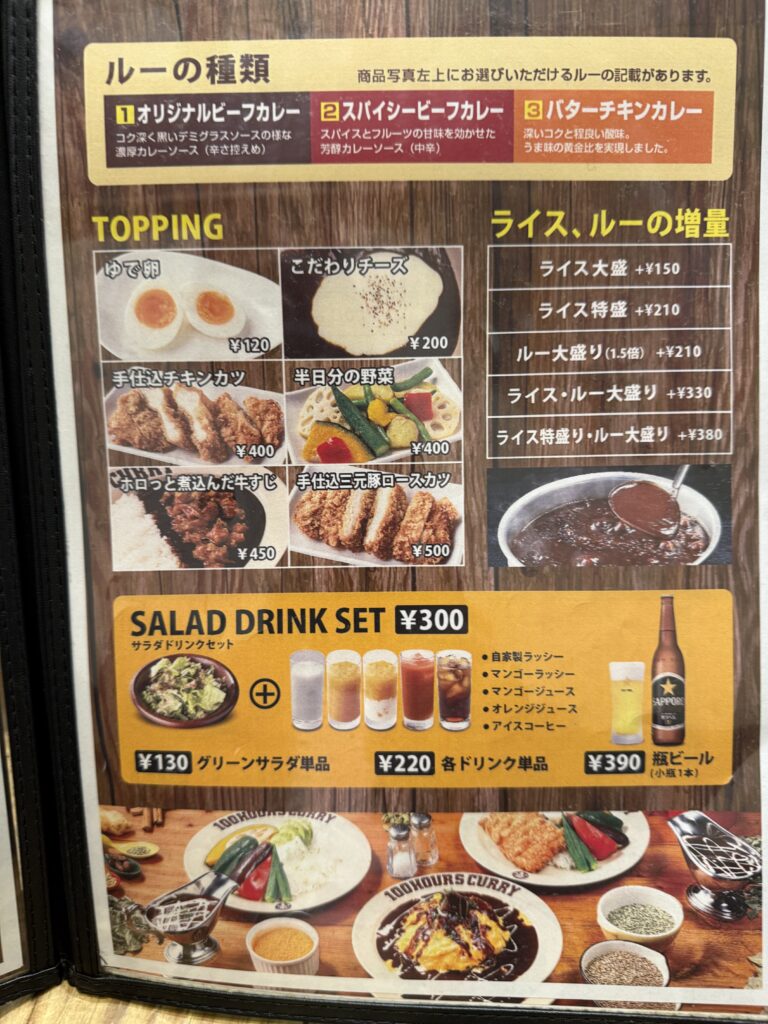 ルーの種類
商品写真左上にお選びいただけるルーの記載があります。
1 オリジナルビーフカレー
コク深く黒いデミグラスソースの様な
濃厚カレーソース（辛さ控えめ）
2 スパイシービーフカレー
スパイスとフルーツの甘味を効かせた
芳醇カレーソース（中辛）
3 バターチキンカレー
深いコクと程良い酸味。
うま味の黄金比を実現しました。
TOPPING
ゆで卵
¥120
こだわりチーズ
¥200
手仕込チキンカツ
¥400
半日分の野菜
¥400
ホロっと煮込んだ牛すじ
¥450
手仕込三元豚ロースカツ
¥500
ライス、ルーの増量
ライス大盛 +¥150
ライス特盛 +¥210
ルー大盛り(1.5倍) +¥210
ライス・ルー大盛り +¥330
ライス特盛り・ルー大盛り +¥380
SALAD DRINK SET ¥300
サラダドリンクセット
+
●自家製ラッシー
●マンゴーラッシー
●マンゴージュース
●オレンジジュース
●アイスコーヒー
SAPPORO
¥130 グリーンサラダ単品
¥220 各ドリンク単品
¥390 瓶ビール
(小瓶1本)
100HOURS CURRY
100HOURS CURRY